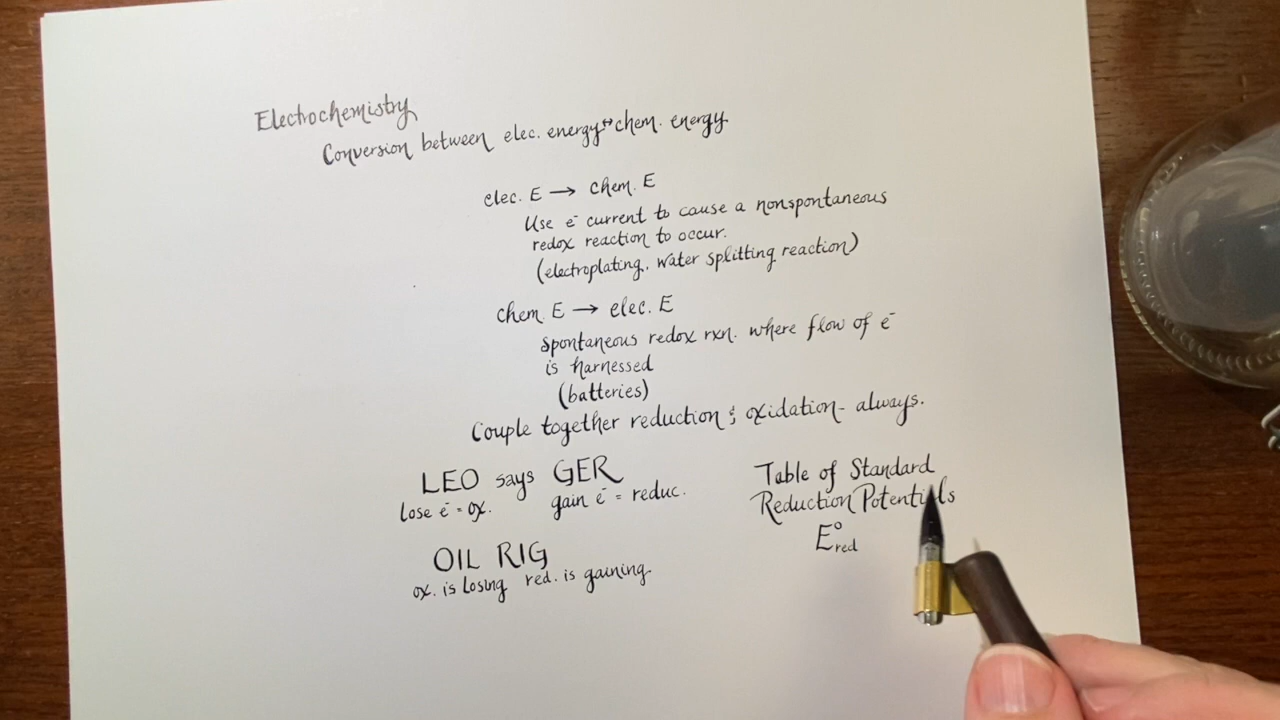 Electrochemistry
Conversion between elec. energy ↔ chem. energy
elec. E → chem. E
Use e⁻ current to cause a nonspontaneous
redox reaction to occur.
(electroplating, water splitting reaction)
chem. E → elec. E
spontaneous redox rxn. where flow of e⁻
is harnessed
(batteries)
Couple together reduction & oxidation - always.
LEO says GER
lose e⁻ = ox. gain e⁻ = reduc.
OIL RIG
ox. is losing red. is gaining.
Table of Standard
Reduction Potentials
E°red